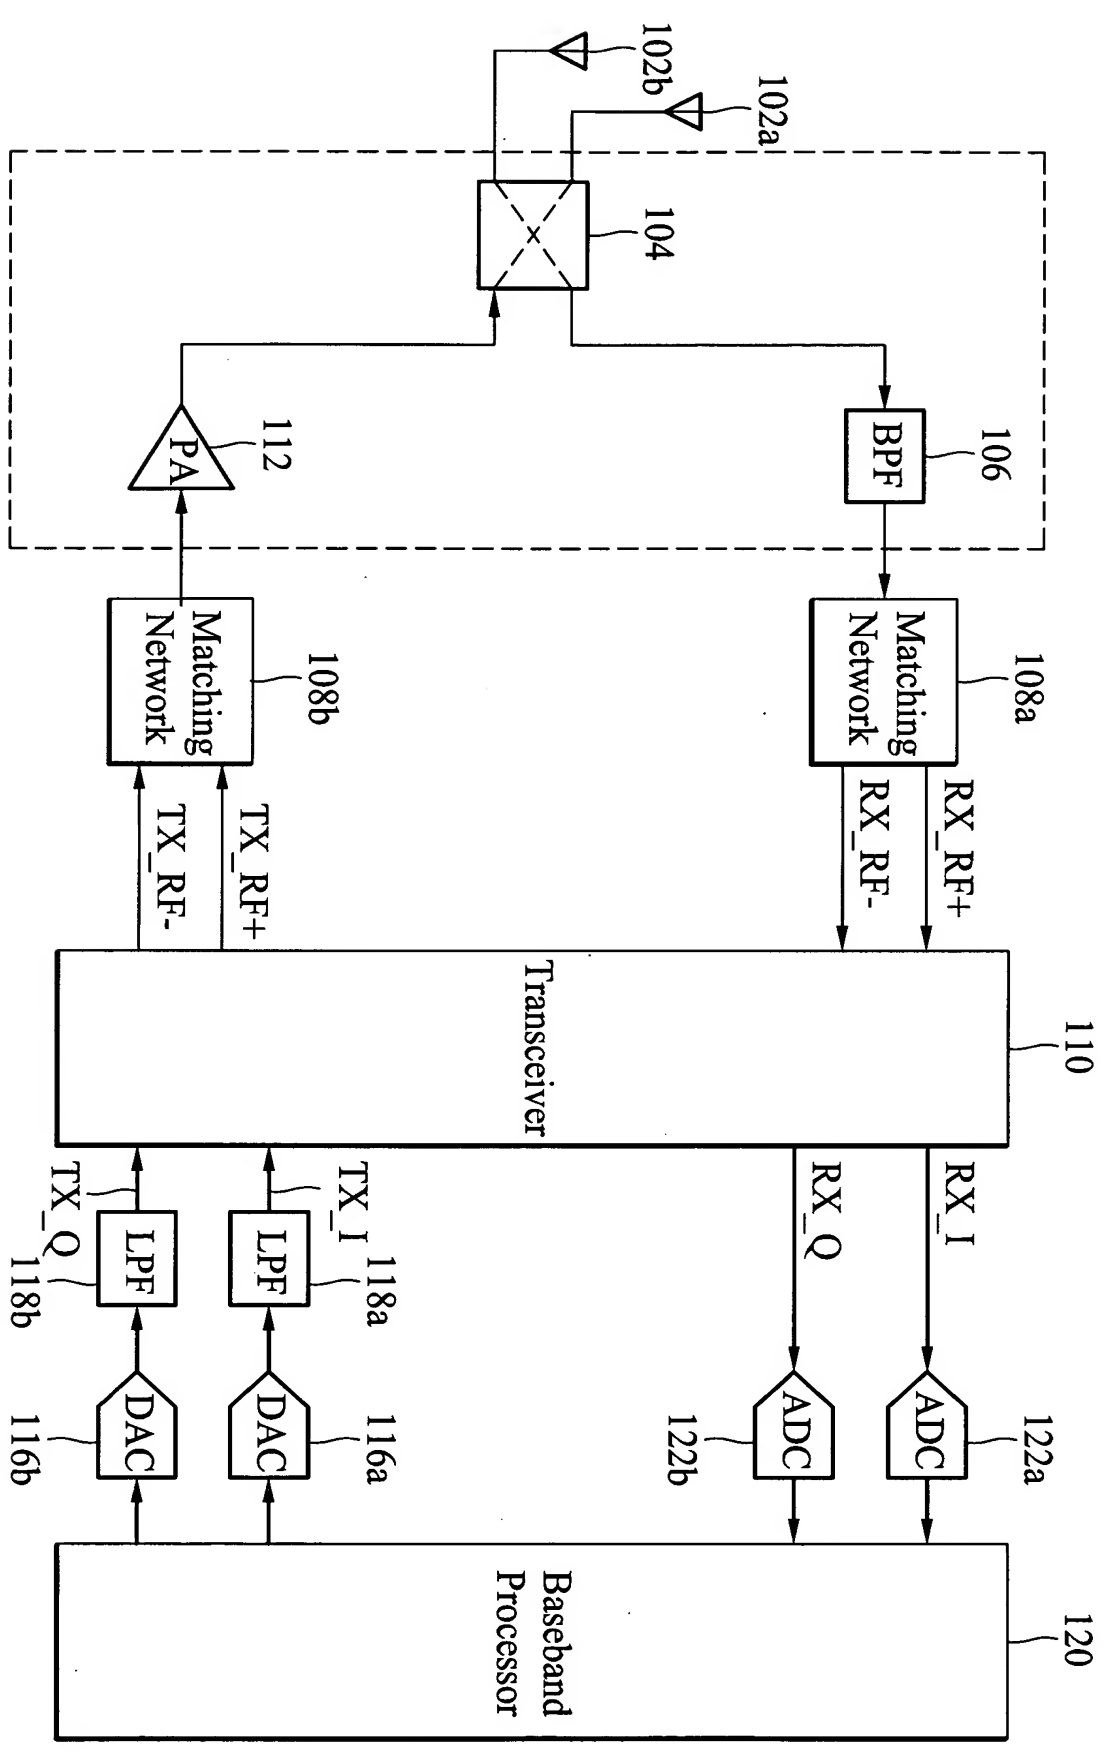 102b
102a
104
106
BPF
112
PA
108a
Matching
Network
108b
Matching
Network
RX_RF+
RX_RF-
TX_RF+
TX_RF-
110
Transceiver
RX_I
RX_Q
TX_I
TX_Q
LPF
118a
LPF
118b
ADC
122a
ADC
122b
DAC
116a
DAC
116b
120
Baseband
Processor